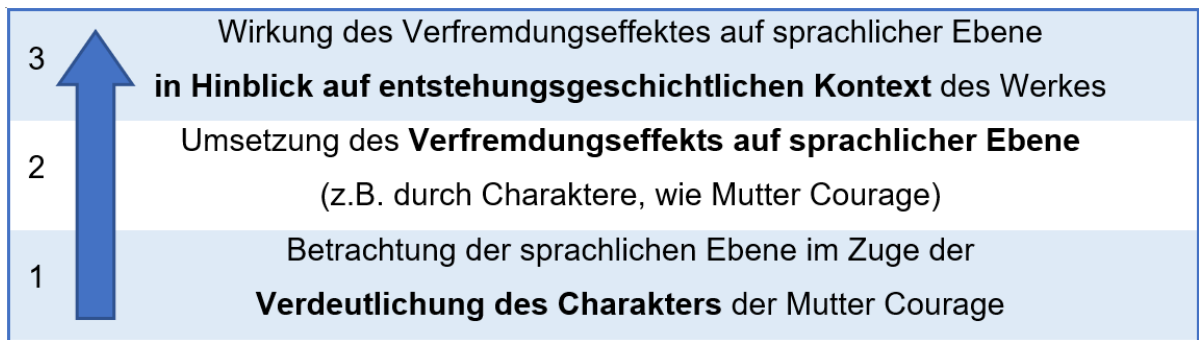 3
Wirkung des Verfremdungseffektes auf sprachlicher Ebene
in Hinblick auf entstehungsgeschichtlichen Kontext des Werkes
2
Umsetzung des Verfremdungseffekts auf sprachlicher Ebene
(z.B. durch Charaktere, wie Mutter Courage)
1
Betrachtung der sprachlichen Ebene im Zuge der
Verdeutlichung des Charakters der Mutter Courage